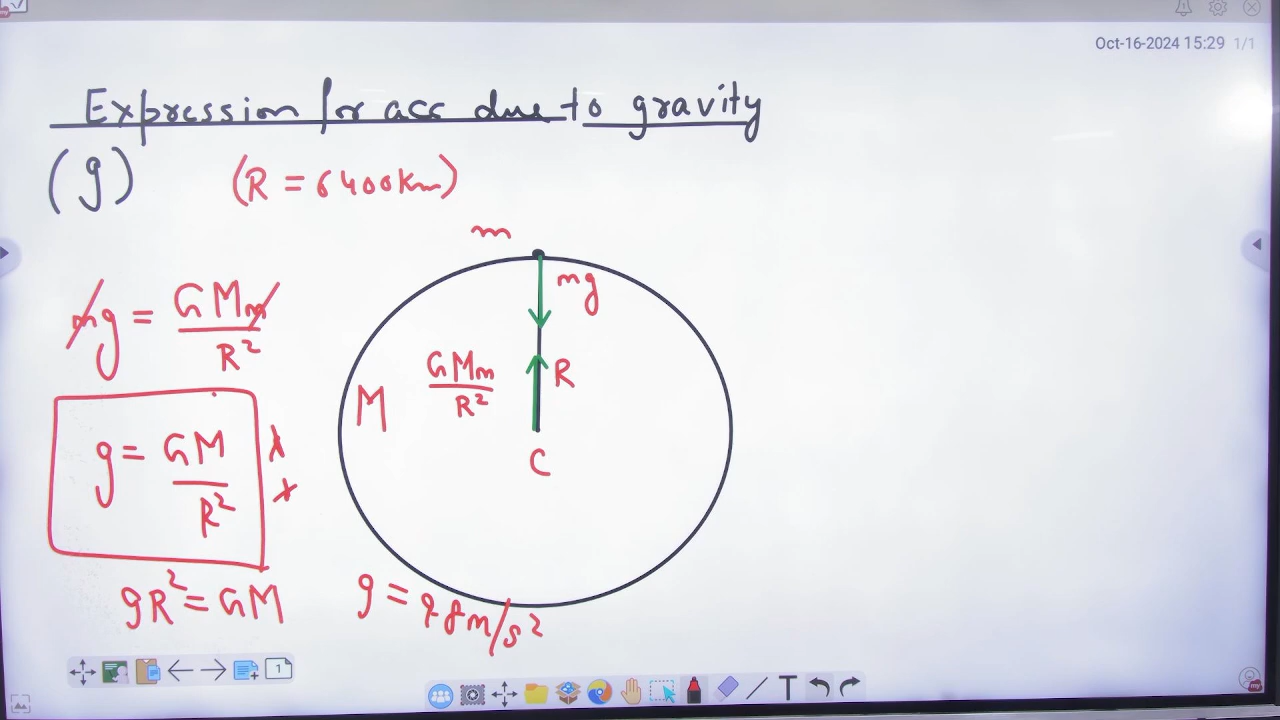 Oct-16-2024 15:29 1/1
Expression for acc due to gravity
(g) (R = 6400km)
m
mg
mg = GMm/R²
GMm/R²
R
M
g = GM/R²
C
gR² = GM
g = 9.8m/s²
1
T